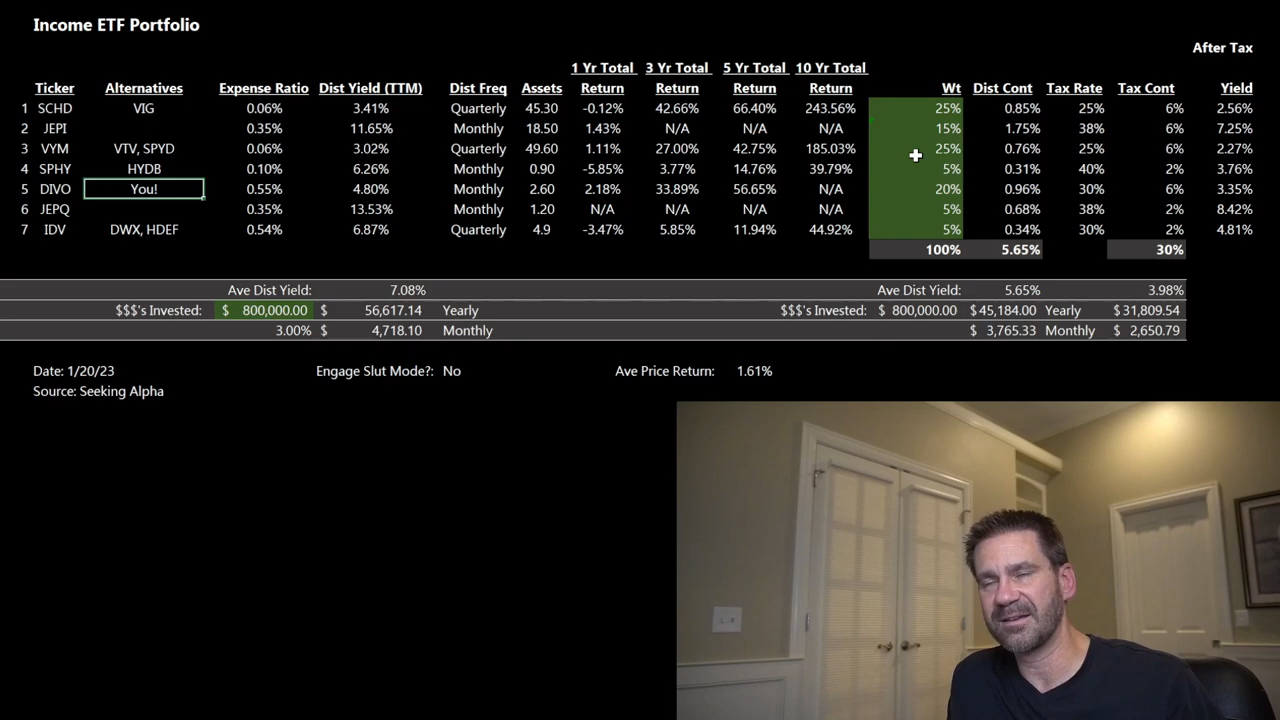 Income ETF Portfolio
After Tax
1 Yr Total 3 Yr Total 5 Yr Total 10 Yr Total
Ticker Alternatives Expense Ratio Dist Yield (TTM) Dist Freq Assets Return Return Return Return Wt Dist Cont Tax Rate Tax Cont Yield
1 SCHD VIG 0.06% 3.41% Quarterly 45.30 -0.12% 42.66% 66.40% 243.56% 25% 0.85% 25% 6% 2.56%
2 JEPI 0.35% 11.65% Monthly 18.50 1.43% N/A N/A N/A 15% 1.75% 38% 6% 7.25%
3 VYM VTV, SPYD 0.06% 3.02% Quarterly 49.60 1.11% 27.00% 42.75% 185.03% 25% 0.76% 25% 6% 2.27%
4 SPHY HYDB 0.10% 6.26% Monthly 0.90 -5.85% 3.77% 14.76% 39.79% 5% 0.31% 40% 2% 3.76%
5 DIVO You! 0.55% 4.80% Monthly 2.60 2.18% 33.89% 56.65% N/A 20% 0.96% 30% 6% 3.35%
6 JEPQ 0.35% 13.53% Monthly 1.20 N/A N/A N/A N/A 5% 0.68% 38% 6% 8.42%
7 IDV DWX, HDEF 0.54% 6.87% Quarterly 4.9 -3.47% 5.85% 11.94% 44.92% 5% 0.34% 30% 2% 4.81%
100% 5.65% 30%
Ave Dist Yield: 7.08% Ave Dist Yield: 5.65% 3.98%
$$$'s Invested: $ 800,000.00 $ 56,617.14 Yearly $$$'s Invested: $ 800,000.00 $45,184.00 Yearly $31,809.54
3.00% $ 4,718.10 Monthly $ 3,765.33 Monthly $ 2,650.79
Date: 1/20/23 Engage Slut Mode?: No Ave Price Return: 1.61%
Source: Seeking Alpha